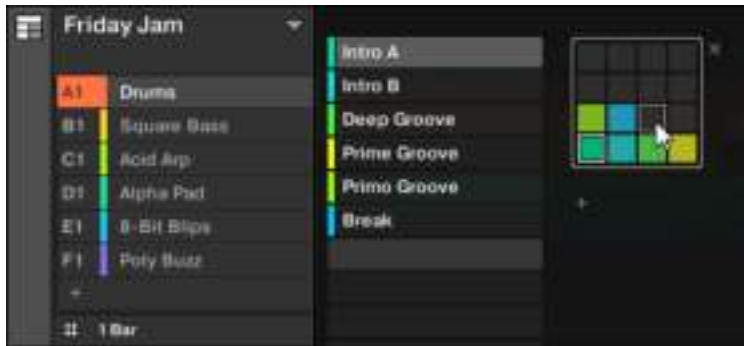 Friday Jam
A1 Drums
B1 Square Bass
C1 Acid Arp
D1 Alpha Pad
E1 8-Bit Blips
F1 Poly Buzz
+
1 Bar
Intro A
Intro B
Deep Groove
Prime Groove
Primo Groove
Break
+